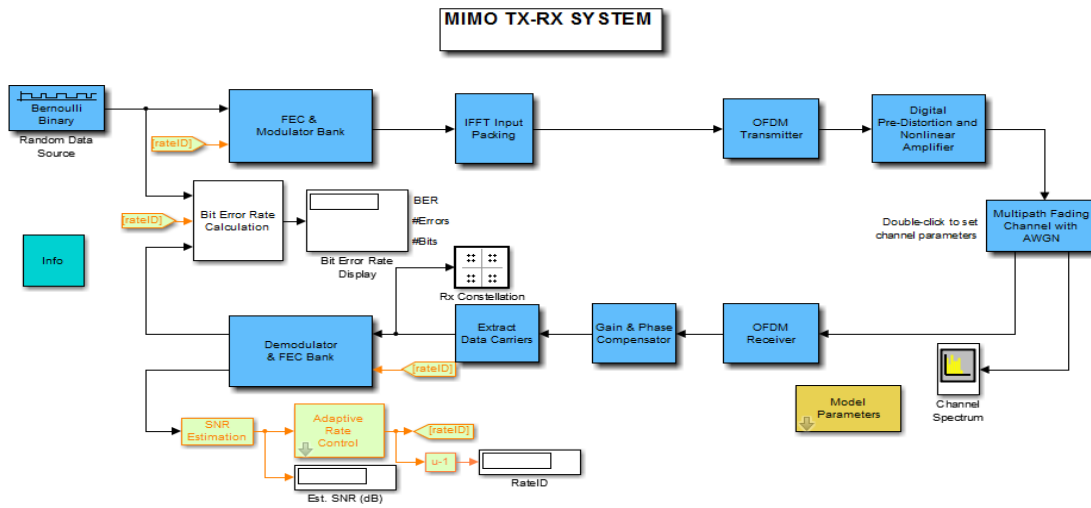 MIMO TX-RX SYSTEM
Bernoulli
Binary
Random Data
Source
FEC &
Modulator Bank
[rateID]
IFFT Input
Packing
OFDM
Transmitter
Digital
Pre-Distortion and
Nonlinear
Amplifier
Bit Error Rate
Calculation
[rateID]
BER
#Errors
#Bits
Bit Error Rate
Display
Double-click to set
channel parameters
Multipath Fading
Channel with
AWGN
Info
Rx Constellation
Demodulator
& FEC Bank
Extract
Data Carriers
Gain & Phase
Compensator
OFDM
Receiver
[rateID]
Channel
Spectrum
Model
Parameters
SNR
Estimation
Adaptive
Rate
Control
[rateID]
u-1
RateID
Est. SNR (dB)